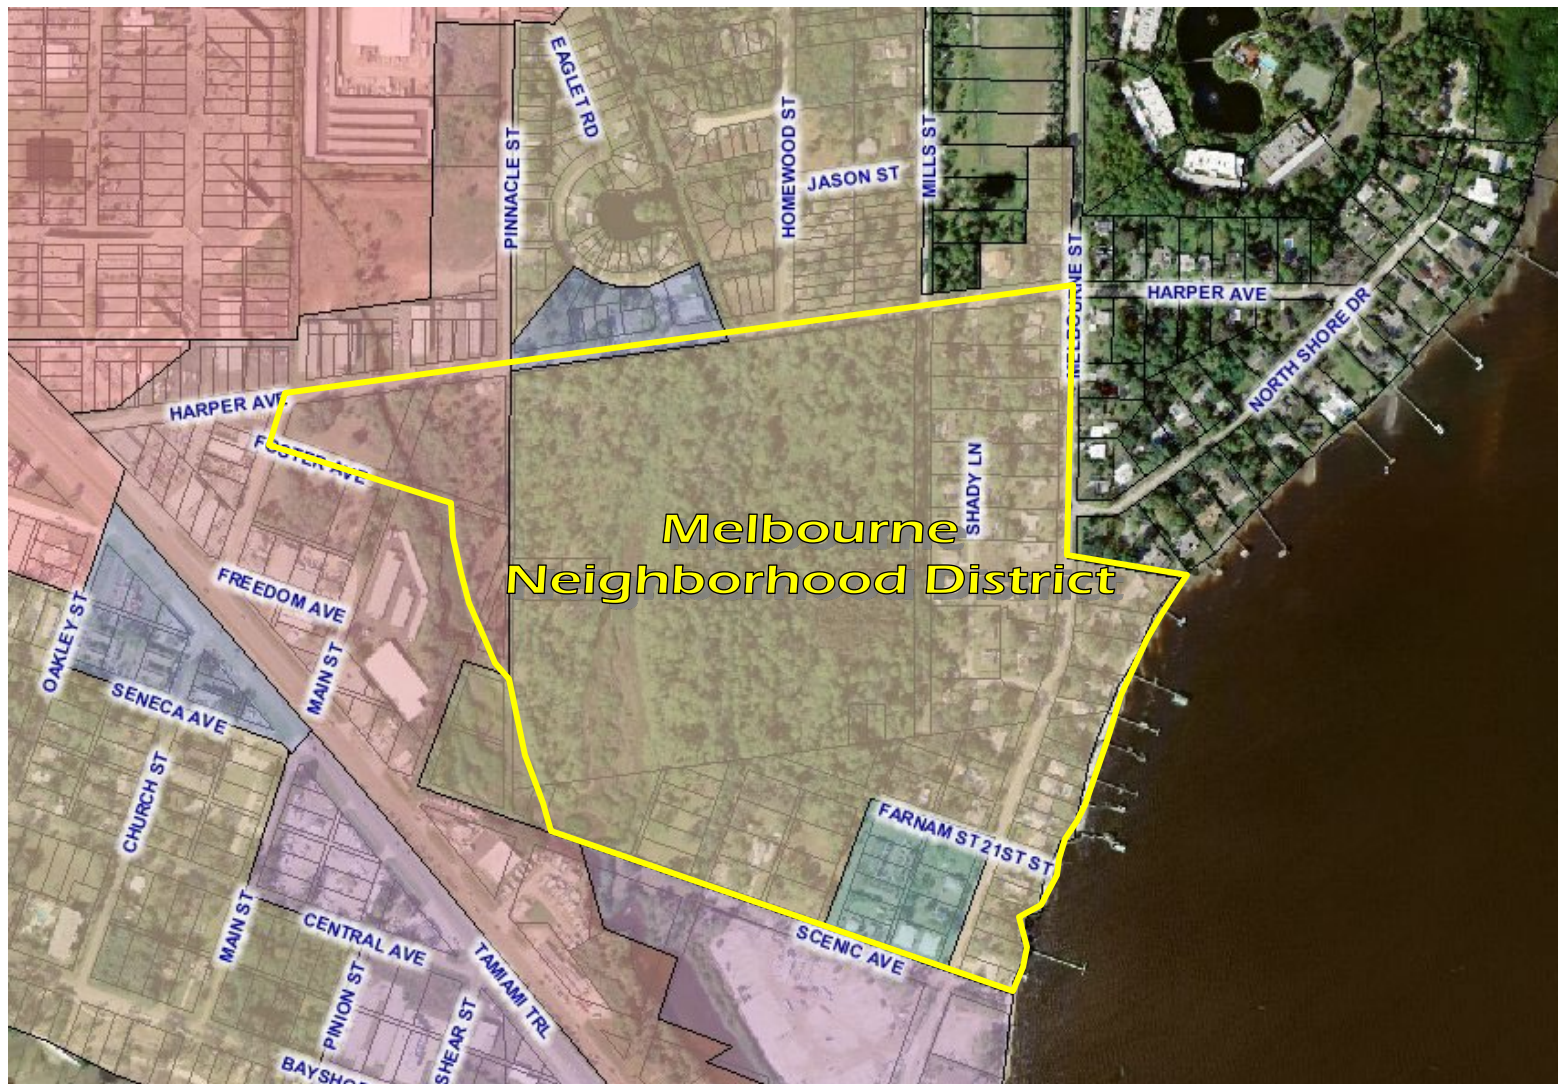 EAGLET RD
PINNACLE ST
HOMEWOOD ST
MILLS ST
JASON ST
MELBOURNE ST
HARPER AVE
NORTH SHORE DR
HARPER AVE
FOSTER AVE
SHADY LN
Melbourne
Neighborhood District
FREEDOM AVE
OAKLEY ST
MAIN ST
SENECA AVE
CHURCH ST
FARNAM ST 21ST ST
MAIN ST
CENTRAL AVE
SCENIC AVE
TAMIAMI TRL
PINION ST
SHEAR ST
BAYSHO